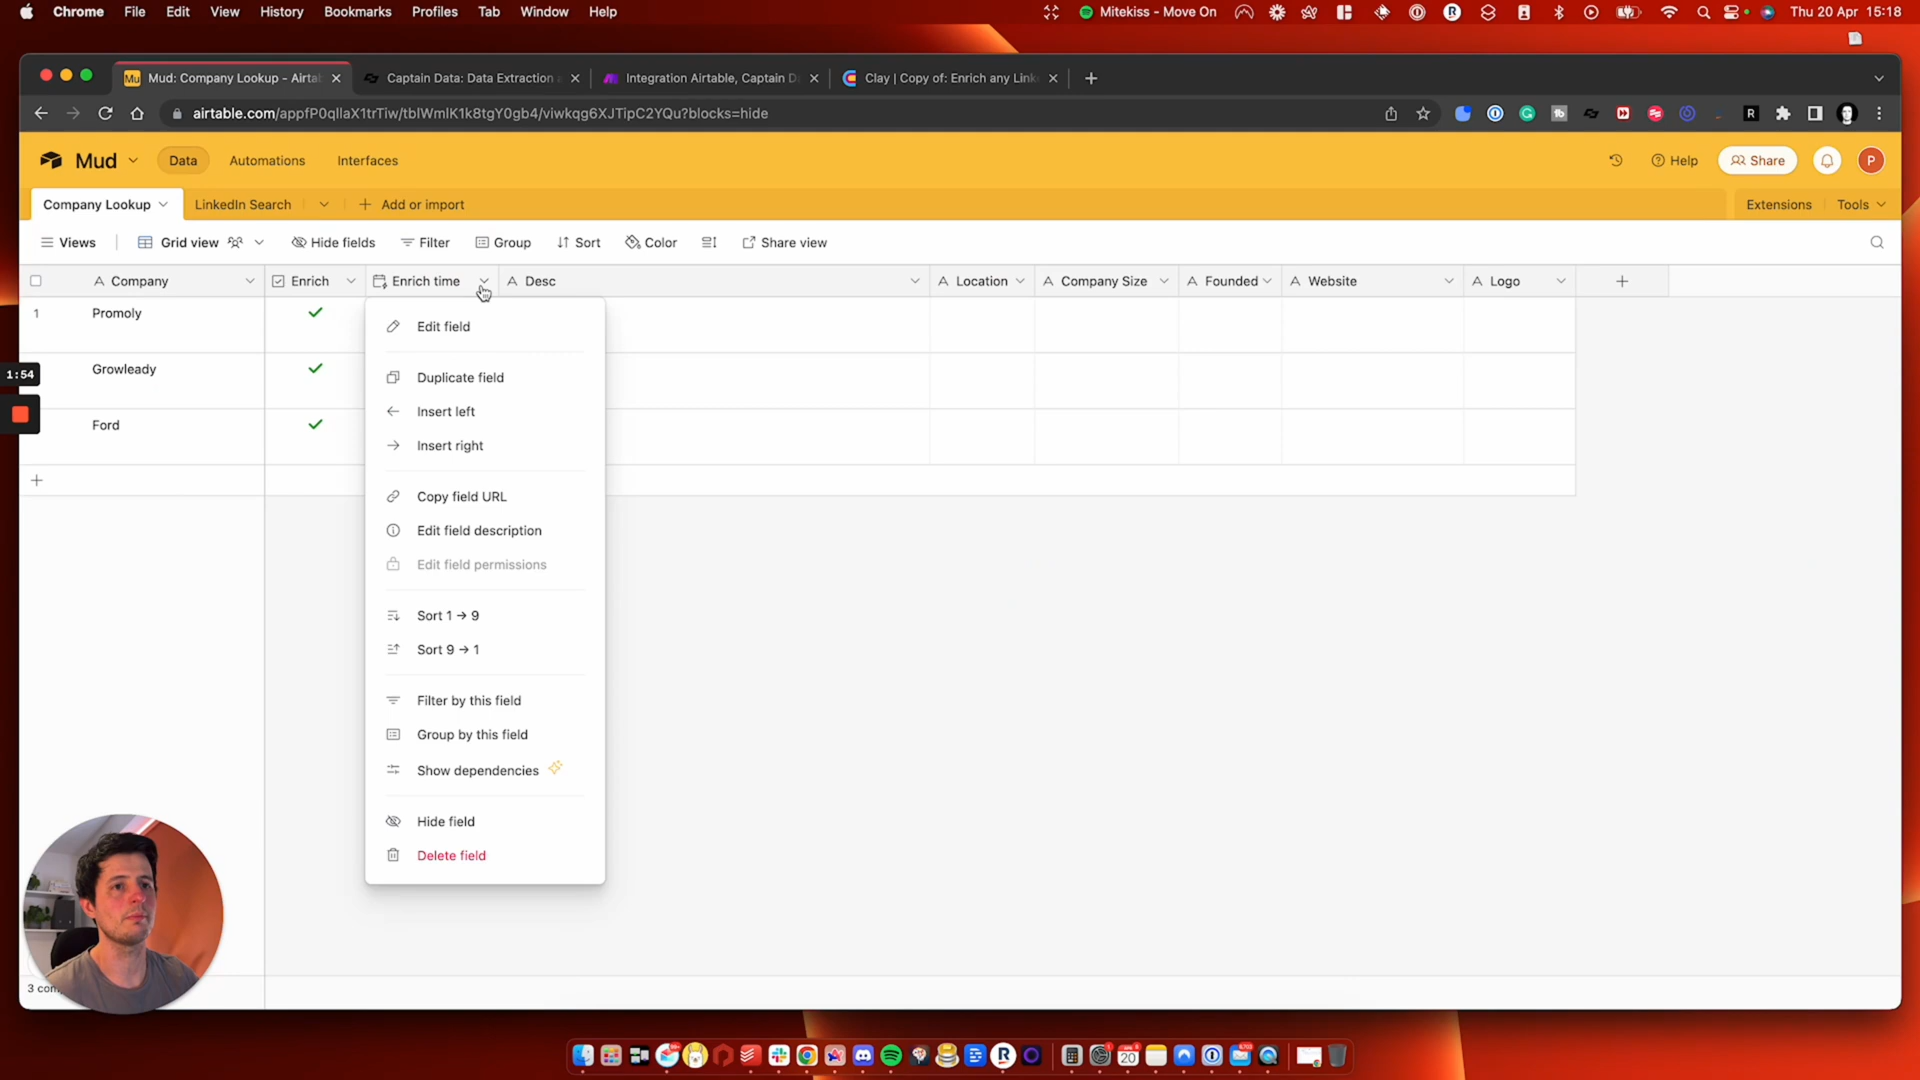 Chrome File Edit View History Bookmarks Profiles Tab Window Help Mitekiss - Move On Thu 20 Apr 15:18
Mu Mud: Company Lookup - Airta Captain Data: Data Extraction Integration Airtable, Captain D Clay | Copy of: Enrich any Link
airtable.com/appfP0qllaX1trTiw/tblWmlK1k8tgY0gb4/viwkqg6XJTipC2YQu?blocks=hide
Mud Data Automations Interfaces Help Share P
Company Lookup LinkedIn Search Add or import Extensions Tools
Views Grid view Hide fields Filter Group Sort Color Share view
Company Enrich Enrich time Desc Location Company Size Founded Website Logo
1 Promoly
Growleady
1:54
Ford
Edit field
Duplicate field
Insert left
Insert right
Copy field URL
Edit field description
Edit field permissions
Sort 1 → 9
Sort 9 → 1
Filter by this field
Group by this field
Show dependencies
Hide field
Delete field
3 com
20